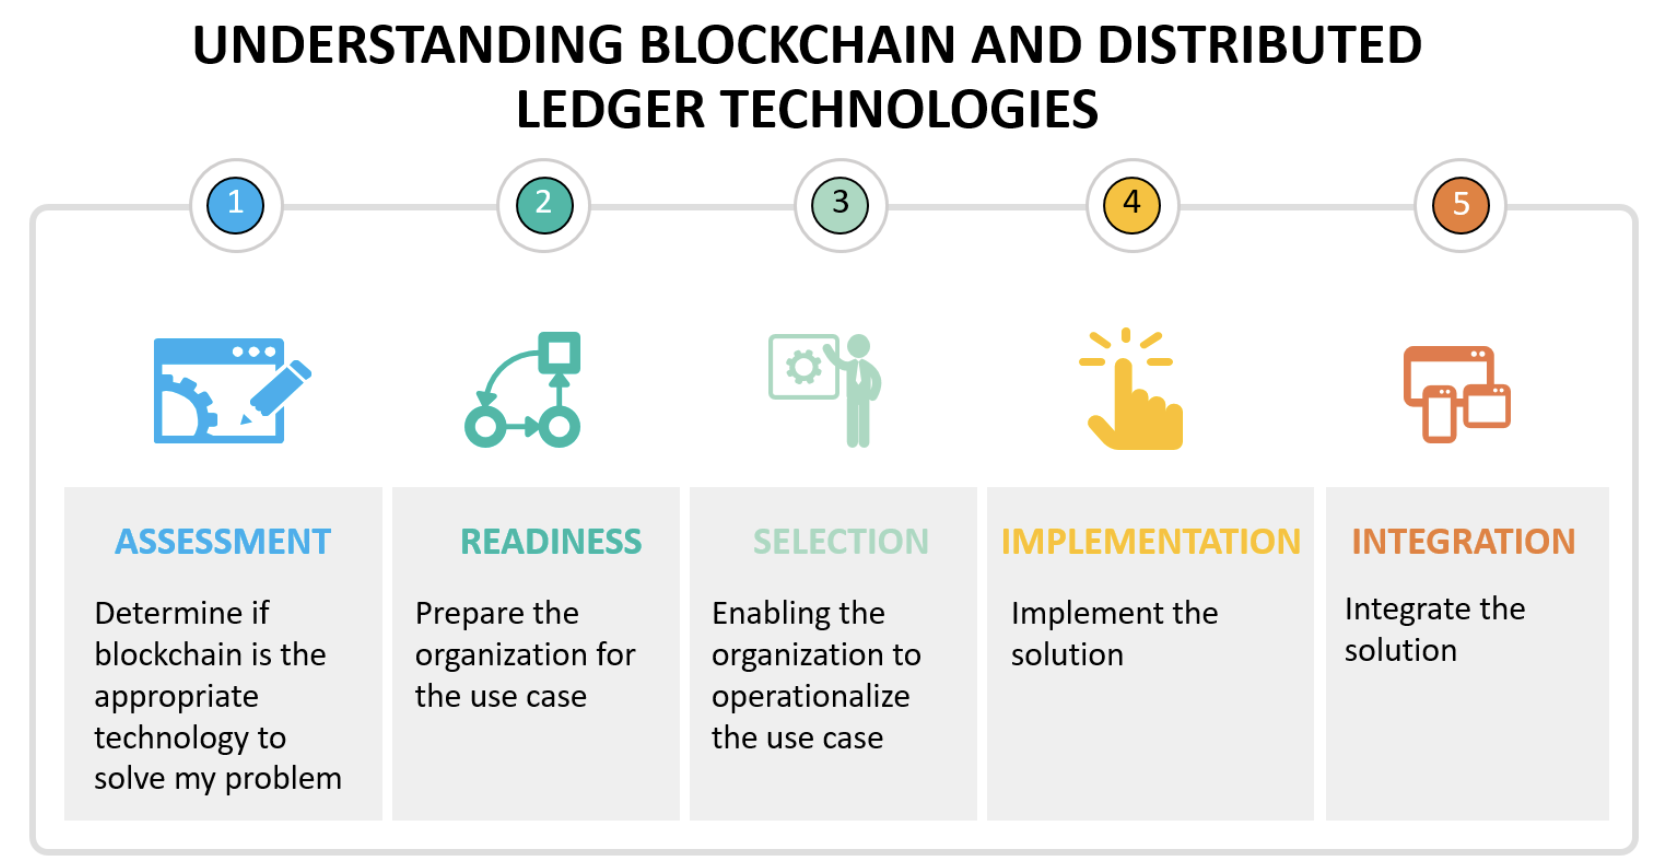 UNDERSTANDING BLOCKCHAIN AND DISTRIBUTED
LEDGER TECHNOLOGIES
1
2
3
4
5
ASSESSMENT
Determine if
blockchain is the
appropriate
technology to
solve my problem
READINESS
Prepare the
organization for
the use case
SELECTION
Enabling the
organization to
operationalize
the use case
IMPLEMENTATION
Implement the
solution
INTEGRATION
Integrate the
solution